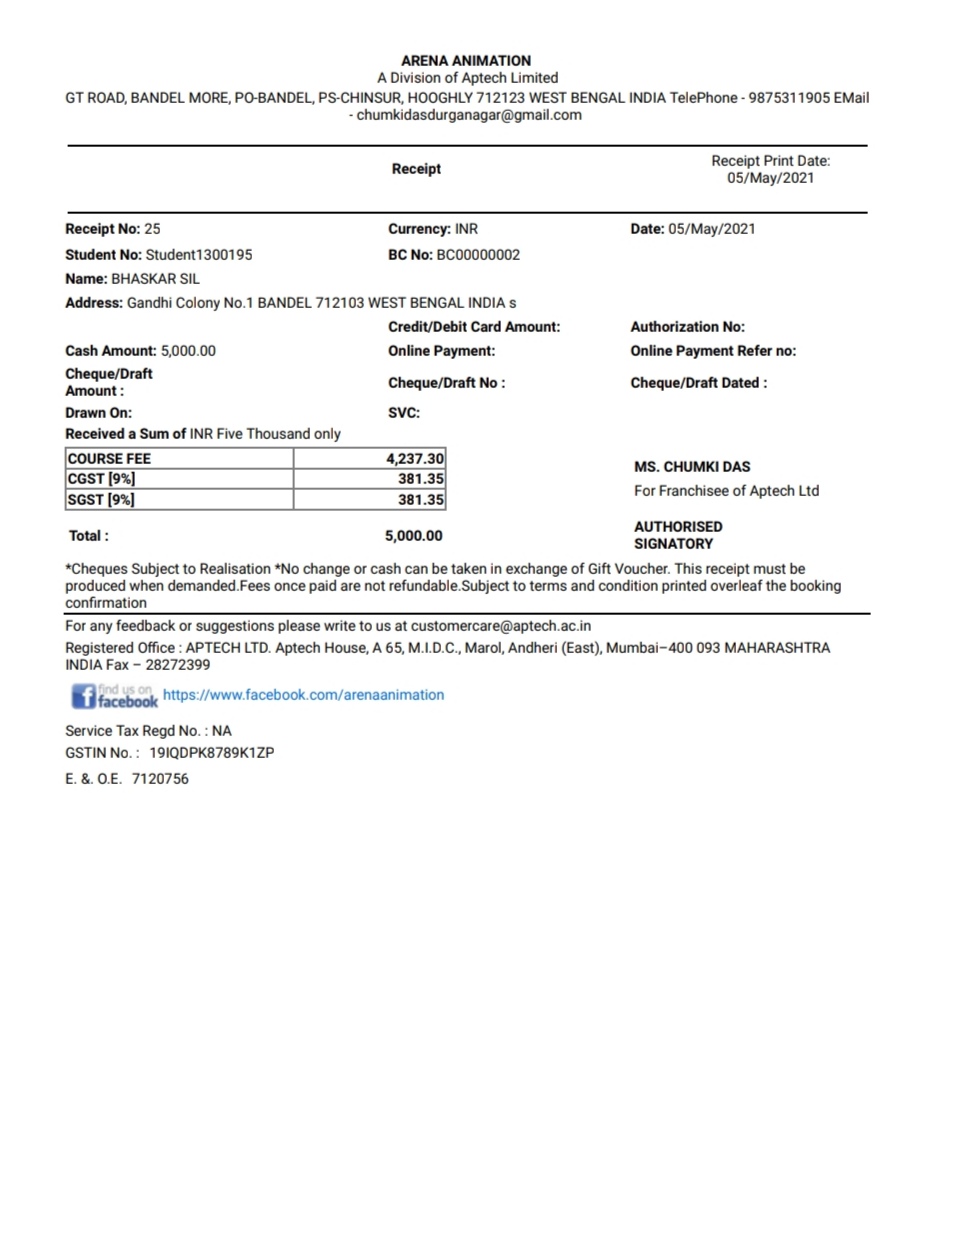 ARENA ANIMATION
A Division of Aptech Limited
GT ROAD, BANDEL MORE, PO-BANDEL, PS-CHINSUR, HOOGHLY 712123 WEST BENGAL INDIA TelePhone - 9875311905 EMail
- chumkidasdurganagar@gmail.com
Receipt
Receipt Print Date:
05/May/2021
Receipt No: 25 Currency: INR Date: 05/May/2021
Student No: Student1300195 BC No: BC00000002
Name: BHASKAR SIL
Address: Gandhi Colony No.1 BANDEL 712103 WEST BENGAL INDIA s
Credit/Debit Card Amount: Authorization No:
Cash Amount: 5,000.00 Online Payment: Online Payment Refer no:
Cheque/Draft
Amount : Cheque/Draft No : Cheque/Draft Dated :
Drawn On: SVC:
Received a Sum of INR Five Thousand only
COURSE FEE 4,237.30
CGST [9%] 381.35
SGST [9%] 381.35
Total : 5,000.00
MS. CHUMKI DAS
For Franchisee of Aptech Ltd
AUTHORISED
SIGNATORY
*Cheques Subject to Realisation *No change or cash can be taken in exchange of Gift Voucher. This receipt must be
produced when demanded.Fees once paid are not refundable.Subject to terms and condition printed overleaf the booking
confirmation
For any feedback or suggestions please write to us at customercare@aptech.ac.in
Registered Office : APTECH LTD. Aptech House, A 65, M.I.D.C., Marol, Andheri (East), Mumbai–400 093 MAHARASHTRA
INDIA Fax – 28272399
find us on
facebook https://www.facebook.com/arenaanimation
Service Tax Regd No. : NA
GSTIN No. : 19IQDPK8789K1ZP
E. &. O.E. 7120756